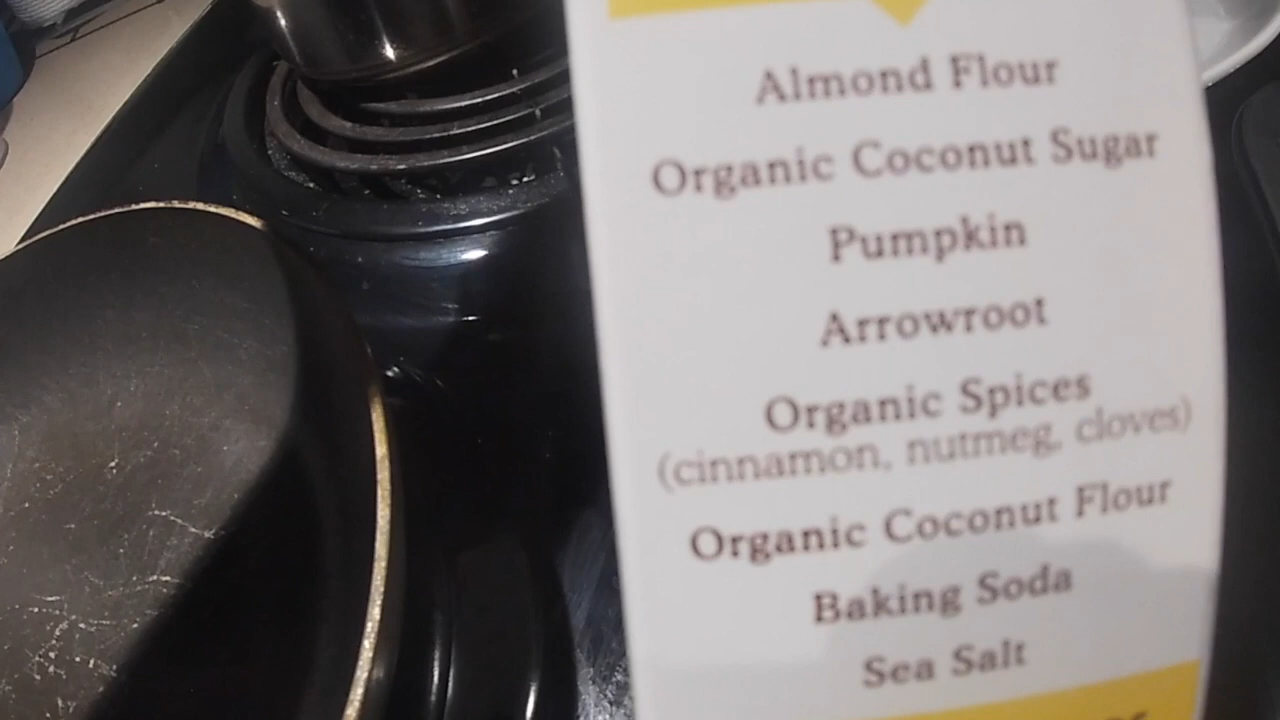 Almond Flour
Organic Coconut Sugar
Pumpkin
Arrowroot
Organic Spices
(cinnamon, nutmeg, cloves)
Organic Coconut Flour
Baking Soda
Sea Salt